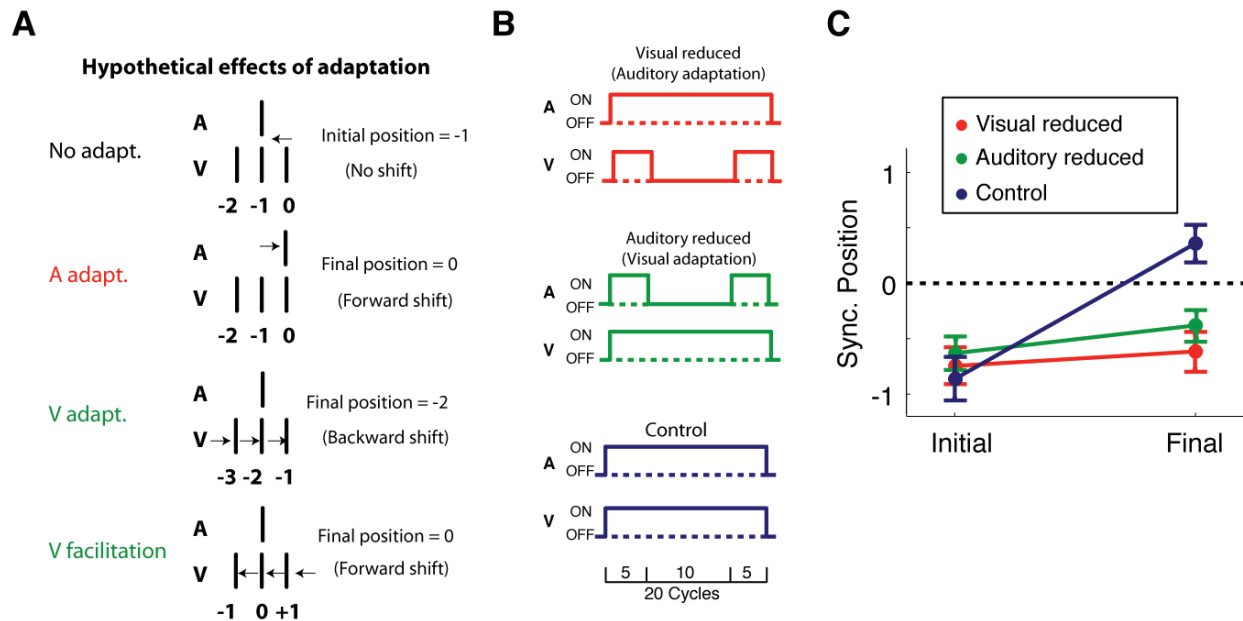 A
Hypothetical effects of adaptation
No adapt.
A
V
-2 -1 0
Initial position = -1
(No shift)
A adapt.
A
V
-2 -1 0
Final position = 0
(Forward shift)
V adapt.
A
V
-3 -2 -1
Final position = -2
(Backward shift)
V facilitation
A
V
-1 0 +1
Final position = 0
(Forward shift)
B
Visual reduced
(Auditory adaptation)
A ON
OFF
V ON
OFF
Auditory reduced
(Visual adaptation)
A ON
OFF
V ON
OFF
Control
A ON
OFF
V ON
OFF
5 10 5
20 Cycles
C
Visual reduced
Auditory reduced
Control
Sync. Position
1
0
-1
Initial Final